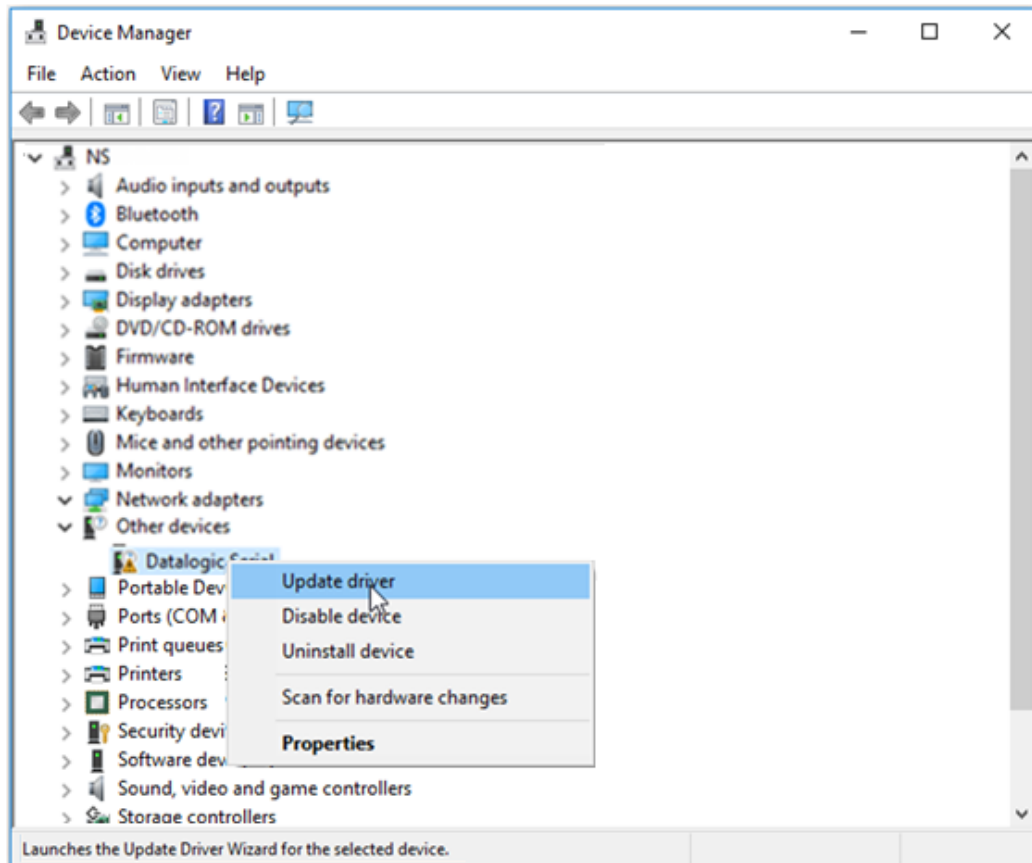 Device Manager
File Action View Help
NS
Audio inputs and outputs
Bluetooth
Computer
Disk drives
Display adapters
DVD/CD-ROM drives
Firmware
Human Interface Devices
Keyboards
Mice and other pointing devices
Monitors
Network adapters
Other devices
Datalogic Serial
Update driver
Portable Dev
Ports (COM
Disable device
Print queues
Uninstall device
Printers
Processors
Scan for hardware changes
Security devi
Properties
Software dev
Sound, video and game controllers
Storage controllers
Launches the Update Driver Wizard for the selected device.